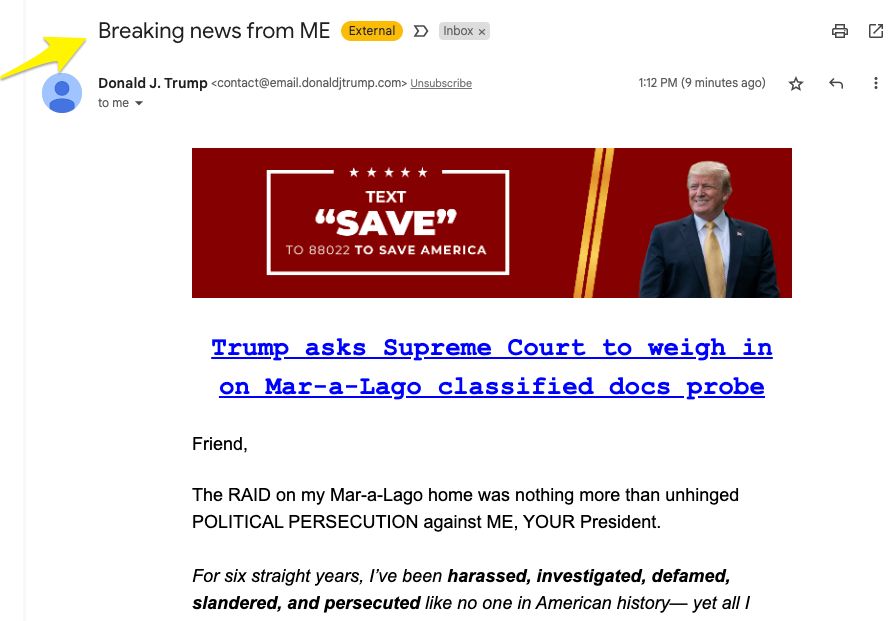 Breaking news from ME External Inbox ×
Donald J. Trump <contact@email.donaldjtrump.com> Unsubscribe 1:12 PM (9 minutes ago)
to me
TEXT
“SAVE”
TO 88022 TO SAVE AMERICA
Trump asks Supreme Court to weigh in
on Mar-a-Lago classified docs probe
Friend,
The RAID on my Mar-a-Lago home was nothing more than unhinged
POLITICAL PERSECUTION against ME, YOUR President.
For six straight years, I’ve been harassed, investigated, defamed,
slandered, and persecuted like no one in American history— yet all I